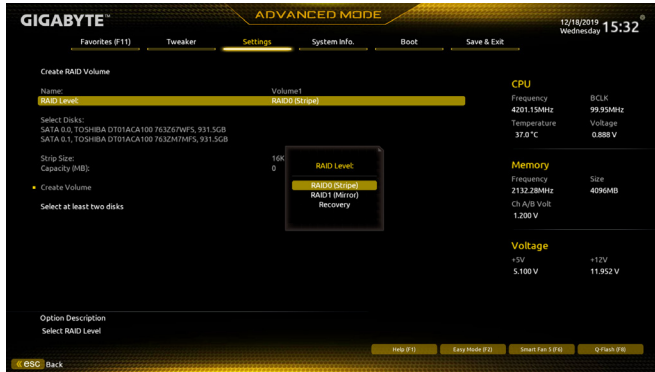 GIGABYTE™
ADVANCED MODE
12/18/2019
Wednesday 15:32
Favorites (F11) Tweaker Settings System Info. Boot Save & Exit
Create RAID Volume
Name: Volume1
RAID Level: RAID0 (Stripe)
Select Disks:
SATA 0.0, TOSHIBA DT01ACA100 763Z67WFS, 931.5GB
SATA 0.1, TOSHIBA DT01ACA100 763ZM7MFS, 931.5GB
Strip Size: 16K
Capacity (MB): 0
Create Volume
Select at least two disks
RAID Level:
RAID0 (Stripe)
RAID1 (Mirror)
Recovery
CPU
Frequency BCLK
4201.15MHz 99.95MHz
Temperature Voltage
37.0 °C 0.888 V
Memory
Frequency Size
2132.28MHz 4096MB
Ch A/B Volt
1.200 V
Voltage
+5V +12V
5.100 V 11.952 V
Option Description
Select RAID Level
Help (F1) Easy Mode (F2) Smart Fan 5 (F6) Q-Flash (F8)
esc Back